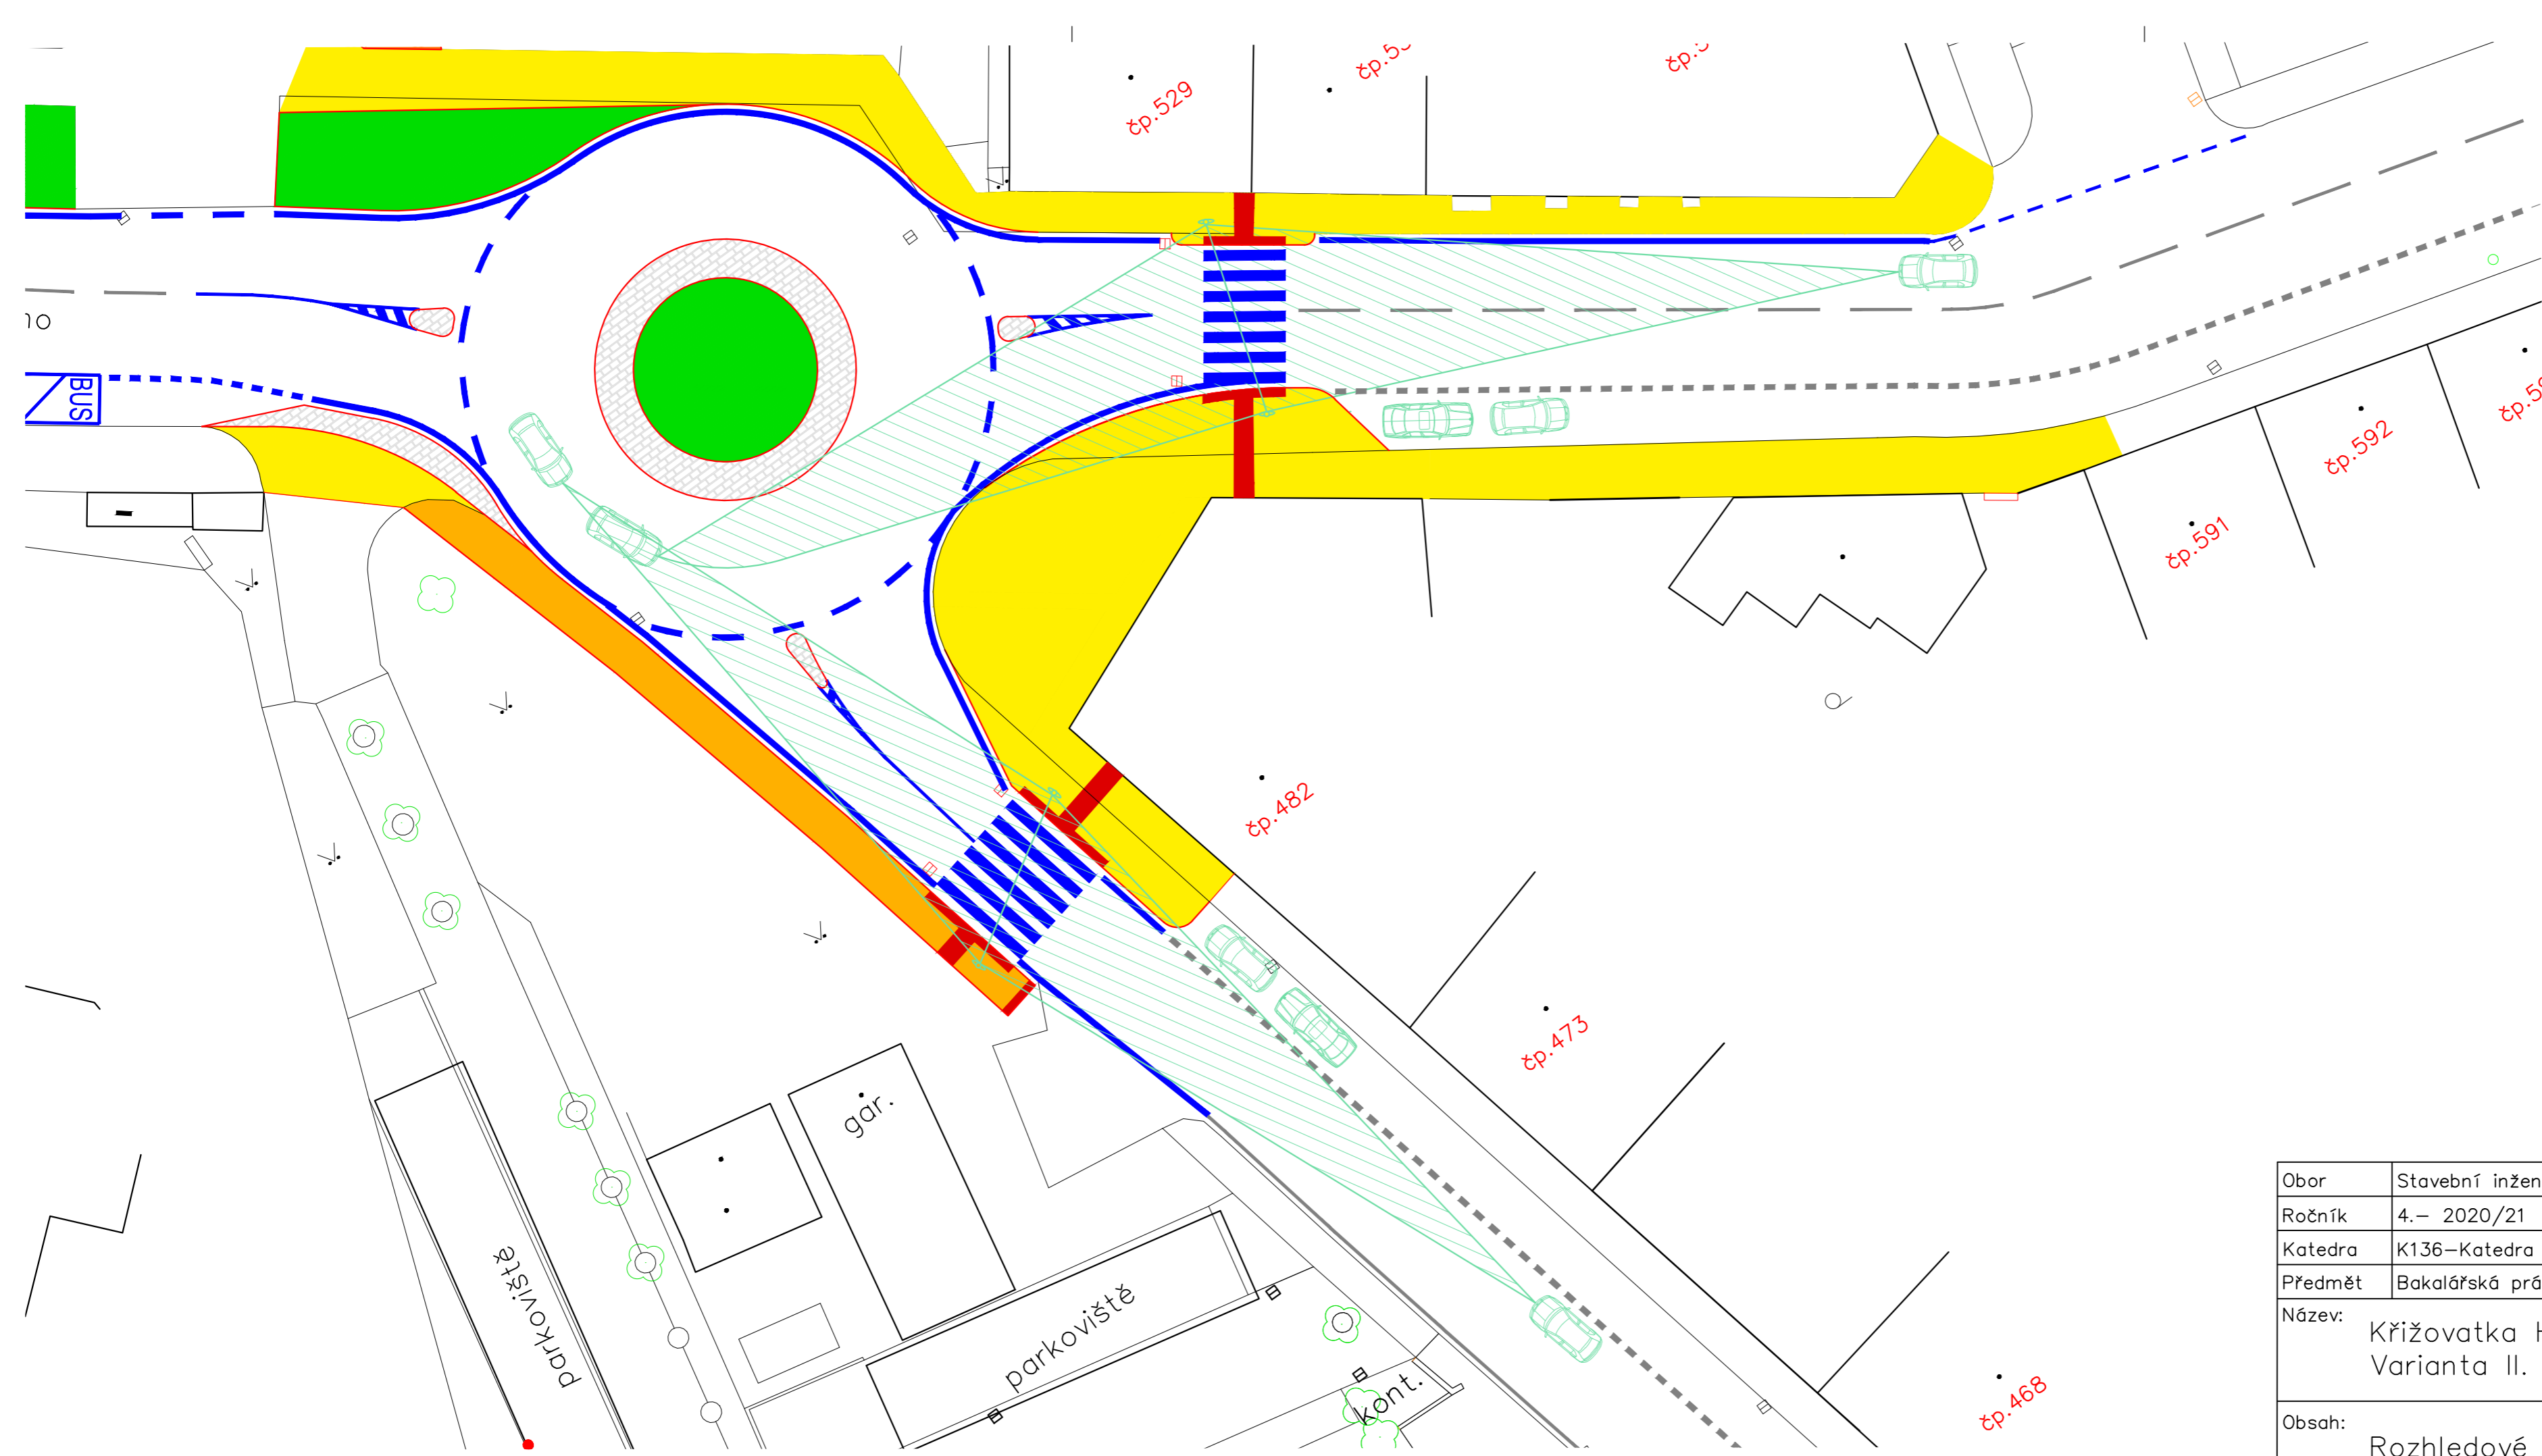 čp.529
BUS
čp.592
čp.591
čp.482
čp.473
gar.
parkoviště
parkoviště
kont.
čp.468
Obor Stavební
Ročník 4.– 2020/21
Katedra K136–Katedra
Předmět Bakalářská
Název:
Křižovatka
Varianta II.
Obsah:
Rozhledové